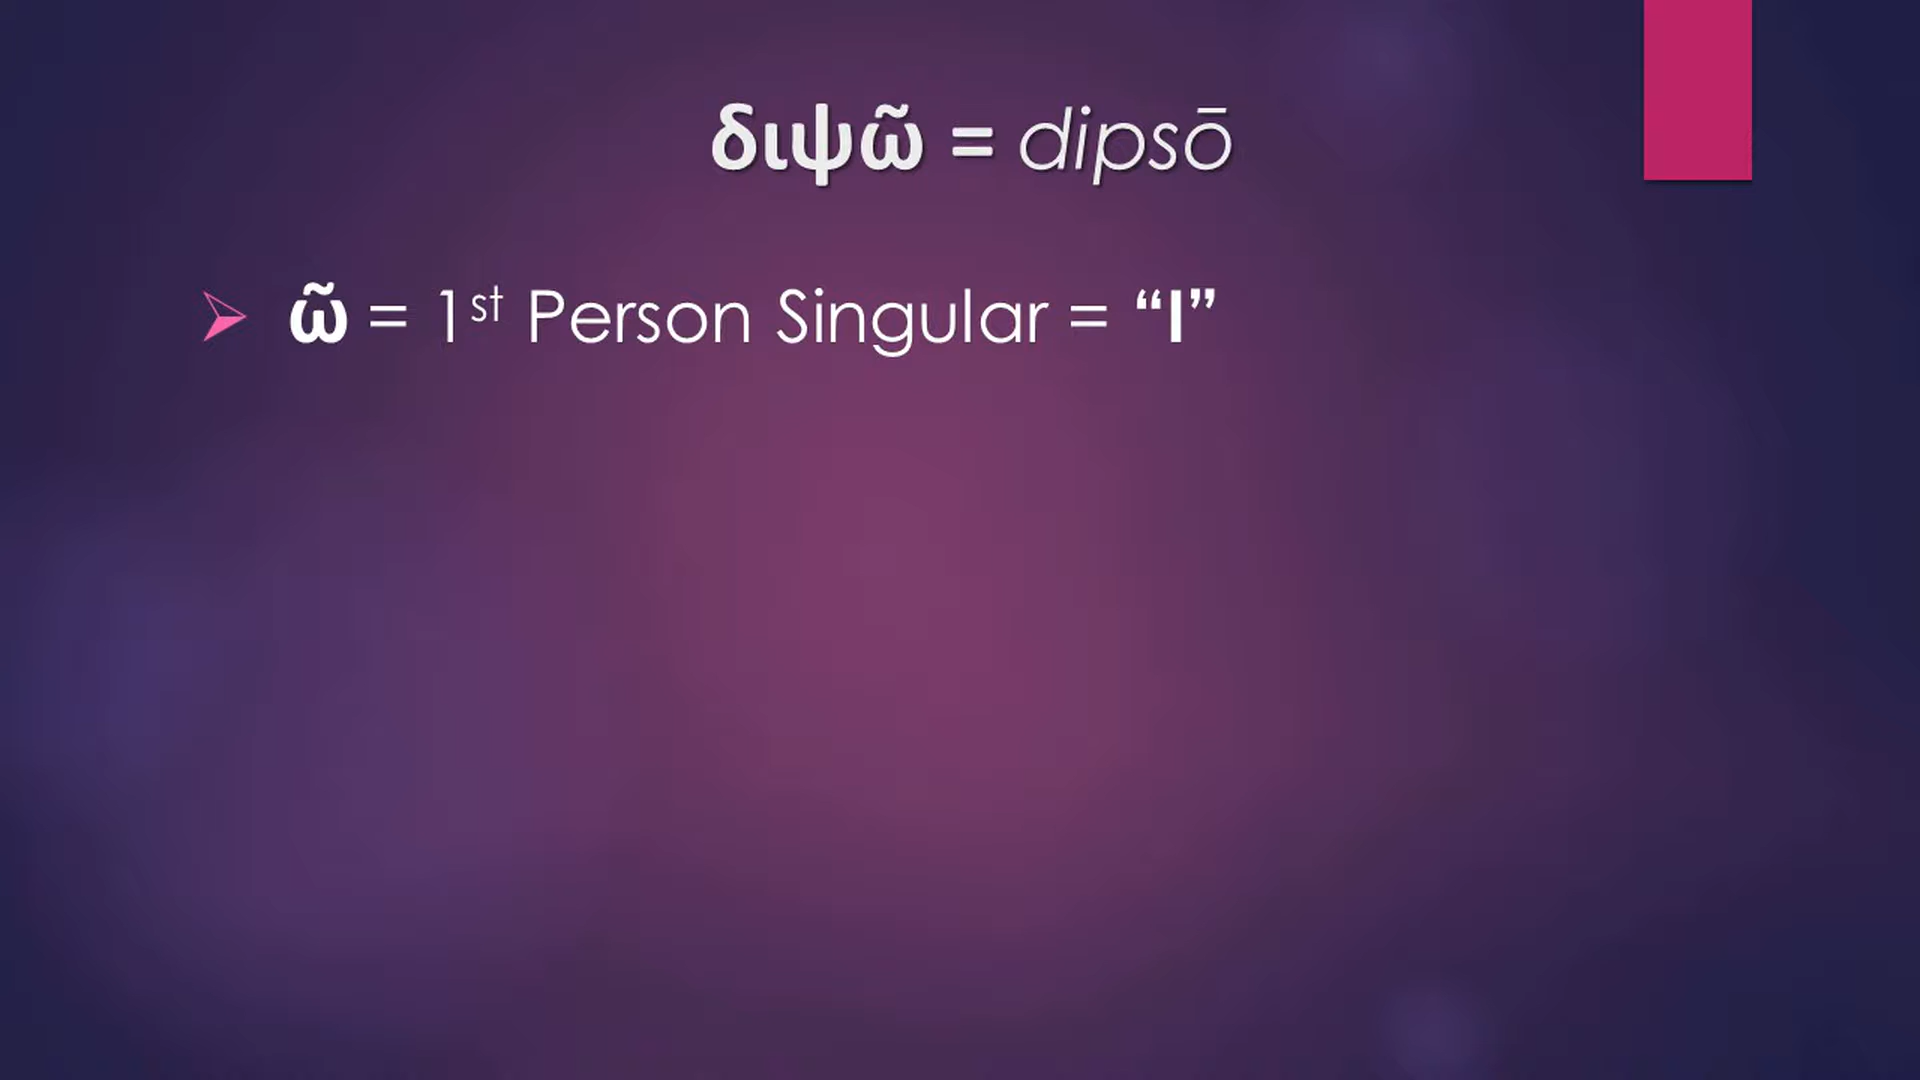 διψῶ = dipsō
ῶ = 1st Person Singular = “I”